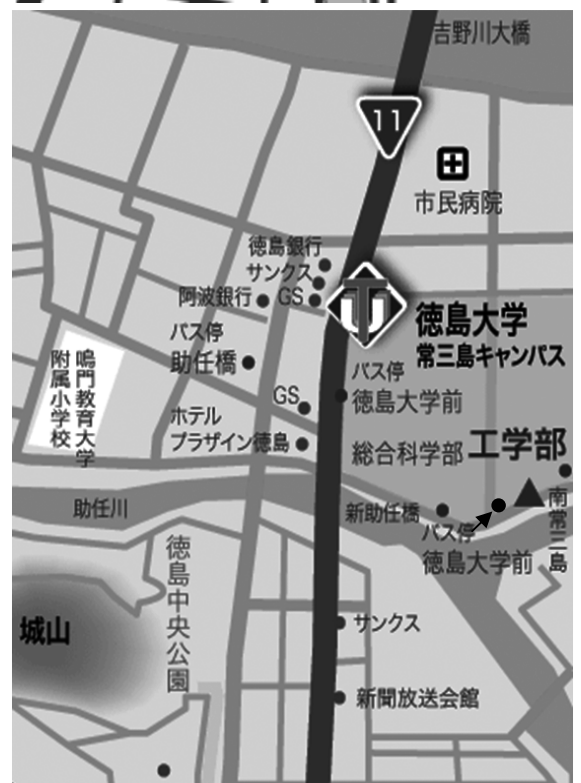 吉野川大橋
11
市民病院
徳島銀行
サンクス
阿波銀行
GS
徳島大学
常三島キャンパス
バス停
助任橋
バス停
徳島大学前
鳴門教育大学
附属小学校
GS
ホテル
プラザイン徳島
総合科学部
工学部
助任川
新助任橋
バス停
徳島大学前
南常三島
徳島中央公園
城山
サンクス
新聞放送会館